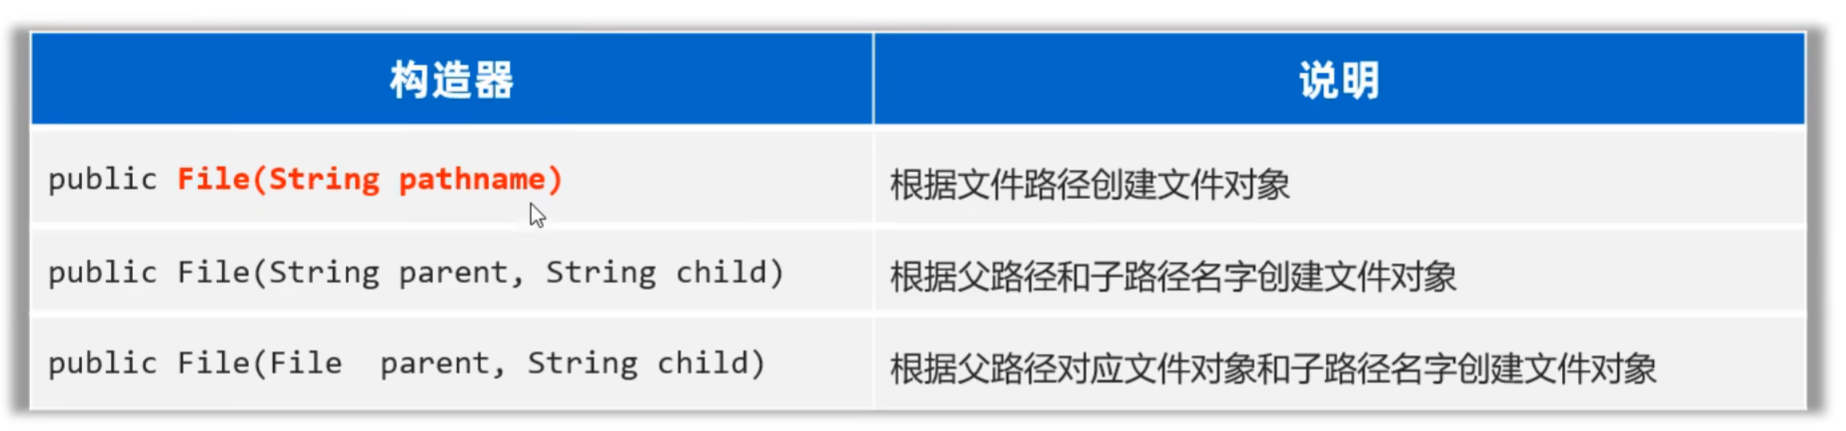 构造器 说明
public File(String pathname) 根据文件路径创建文件对象
public File(String parent, String child) 根据父路径和子路径名字创建文件对象
public File(File  parent, String child) 根据父路径对应文件对象和子路径名字创建文件对象